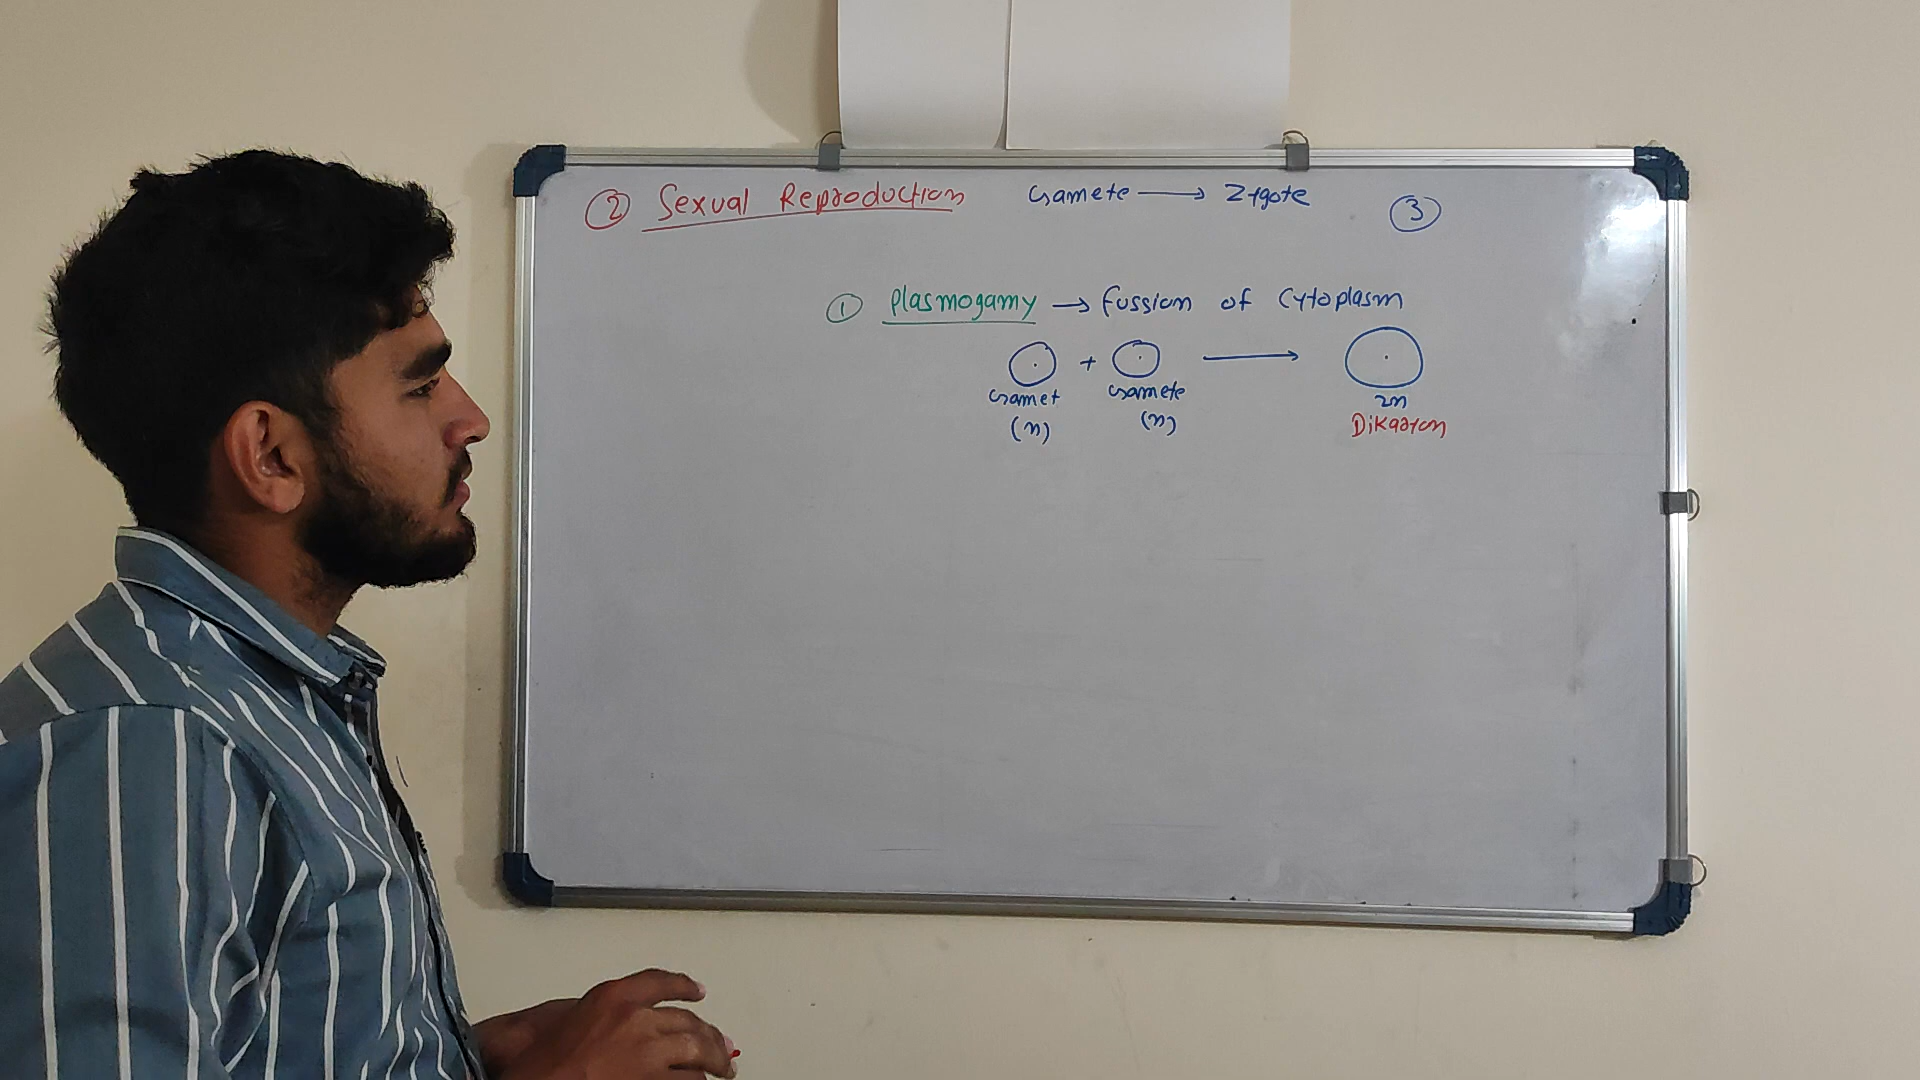 ② Sexual Reproduction Gamete → Zygote ③
① Plasmogamy → fussion of Cytoplasm
+ →
Gamet Gamete 2n
(n) (n) Dikaryon